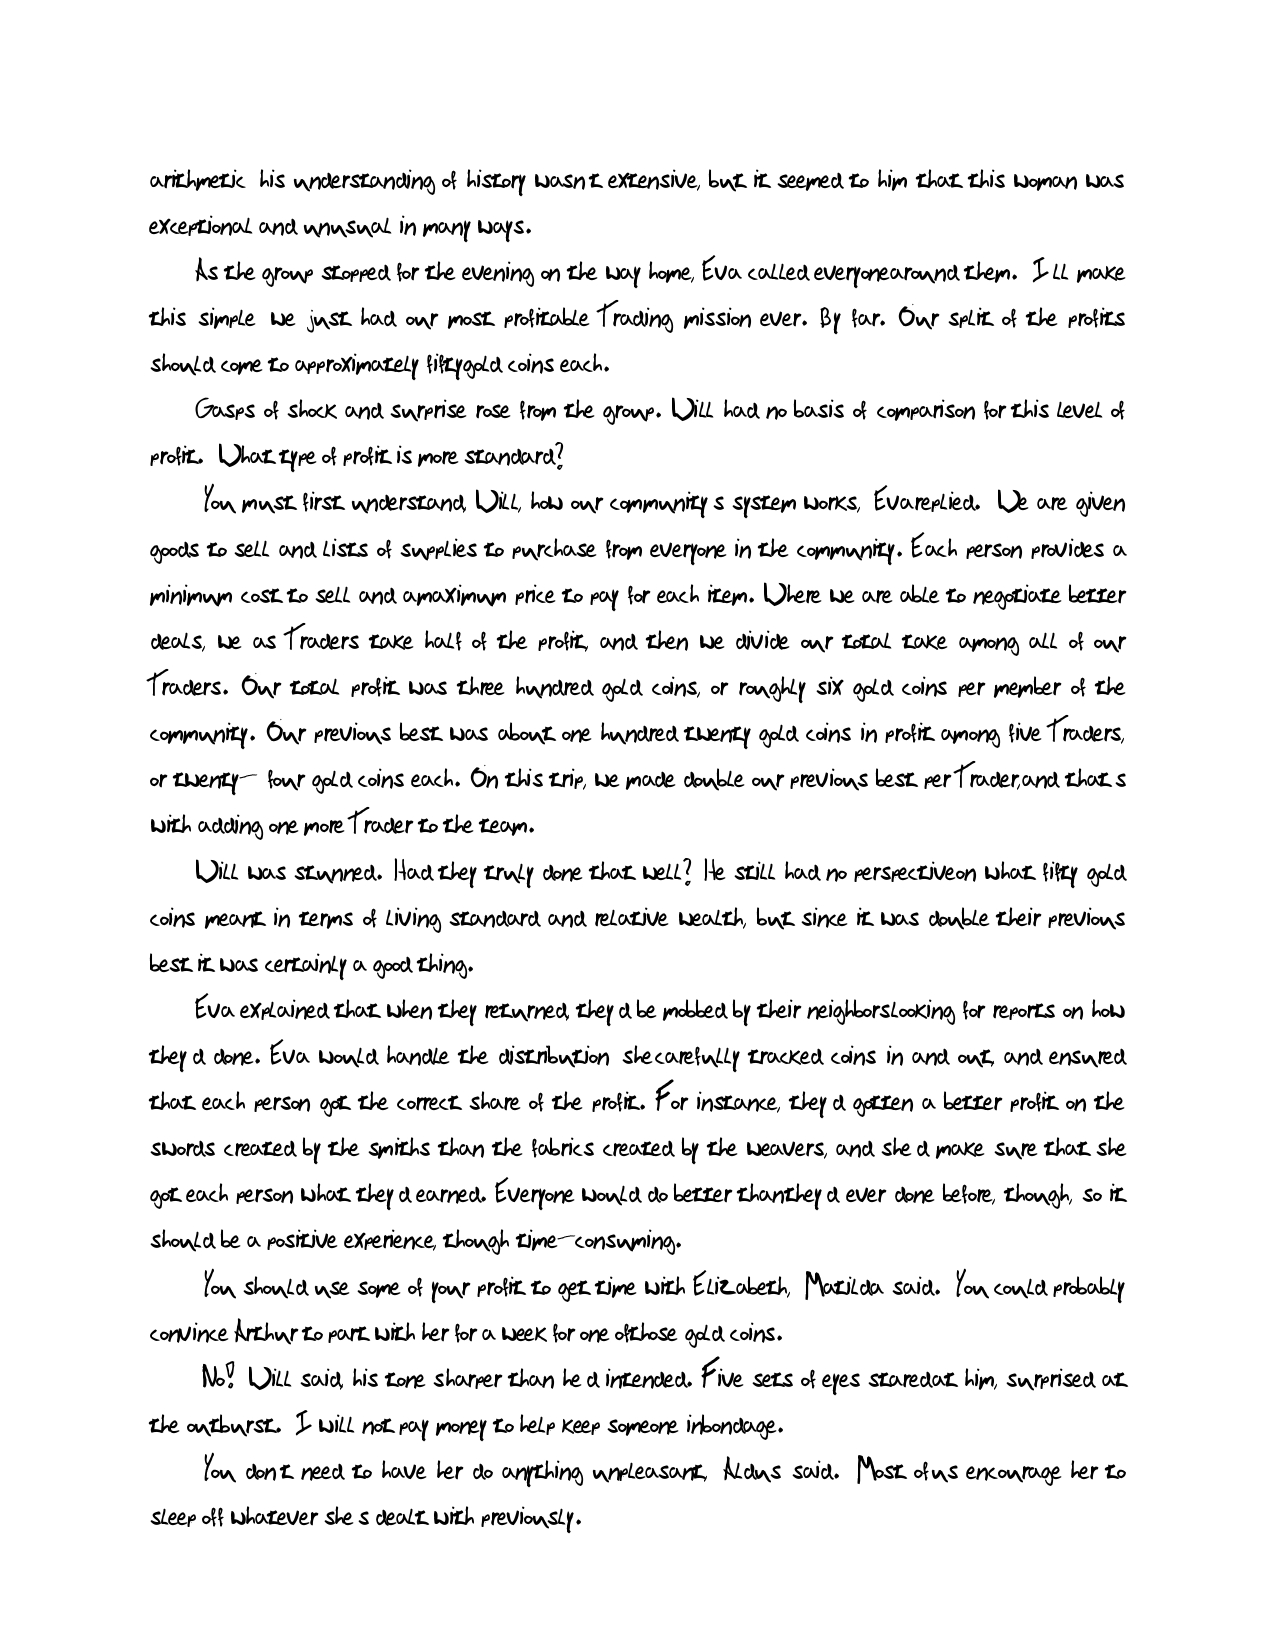 arithmetic his understanding of history wasn t extensive, but it seemed to him that this woman was
exceptional and unusual in many ways.
As the group stopped for the evening on the way home, Eva called everyonearound them. I ll make
this simple we just had our most profitable Trading mission ever. By far. Our split of the profits
should come to approximately fiftygold coins each.
Gasps of shock and surprise rose from the group. Will had no basis of comparison for this level of
profit. What type of profit is more standard?
You must first understand, Will, how our community s system works, Evareplied. We are given
goods to sell and lists of supplies to purchase from everyone in the community. Each person provides a
minimum cost to sell and amaximum price to pay for each item. Where we are able to negotiate better
deals, we as Traders take half of the profit, and then we divide our total take among all of our
Traders. Our total profit was three hundred gold coins, or roughly six gold coins per member of the
community. Our previous best was about one hundred twenty gold coins in profit among five Traders,
or twenty— four gold coins each. On this trip, we made double our previous best per Trader,and that s
with adding one more Trader to the team.
Will was stunned. Had they truly done that well? He still had no perspectiveon what fifty gold
coins meant in terms of living standard and relative wealth, but since it was double their previous
best it was certainly a good thing.
Eva explained that when they returned, they d be mobbed by their neighborslooking for reports on how
they d done. Eva would handle the distribution shecarefully tracked coins in and out, and ensured
that each person got the correct share of the profit. For instance, they d gotten a better profit on the
swords created by the smiths than the fabrics created by the weavers, and she d make sure that she
got each person what they d earned. Everyone would do better thanthey d ever done before, though, so it
should be a positive experience, though time—consuming.
You should use some of your profit to get time with Elizabeth, Matilda said. You could probably
convince Arthur to part with her for a week for one ofthose gold coins.
No! Will said, his tone sharper than he d intended. Five sets of eyes staredat him, surprised at
the outburst. I will not pay money to help keep someone inbondage.
You don t need to have her do anything unpleasant, Aldus said. Most of us encourage her to
sleep off whatever she s dealt with previously.